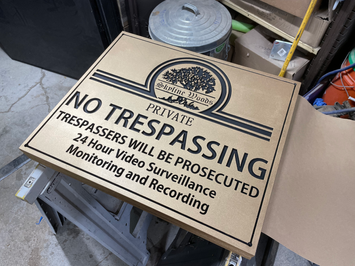 Skyline Woods
PRIVATE
NO TRESPASSING
TRESPASSERS WILL BE PROSECUTED
24 Hour Video Surveillance
Monitoring and Recording